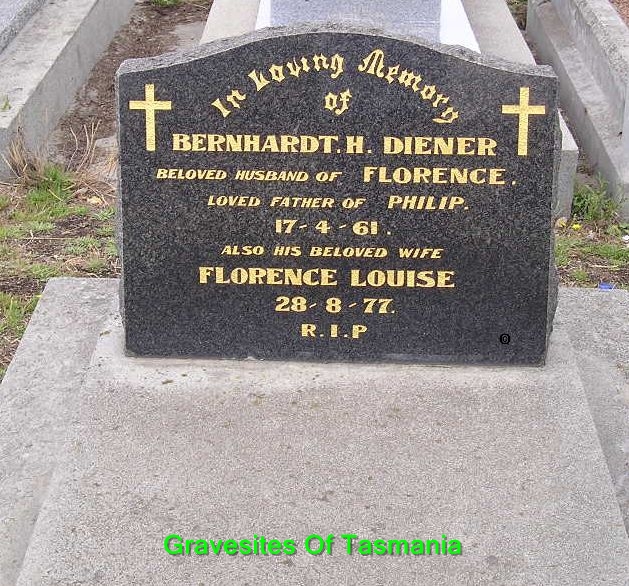 In Loving Memory
of
BERNHARDT.H. DIENER
BELOVED HUSBAND OF FLORENCE.
LOVED FATHER OF PHILIP.
17-4-61.
ALSO HIS BELOVED WIFE
FLORENCE LOUISE
28-8-77.
R.I.P
Gravesites Of Tasmania